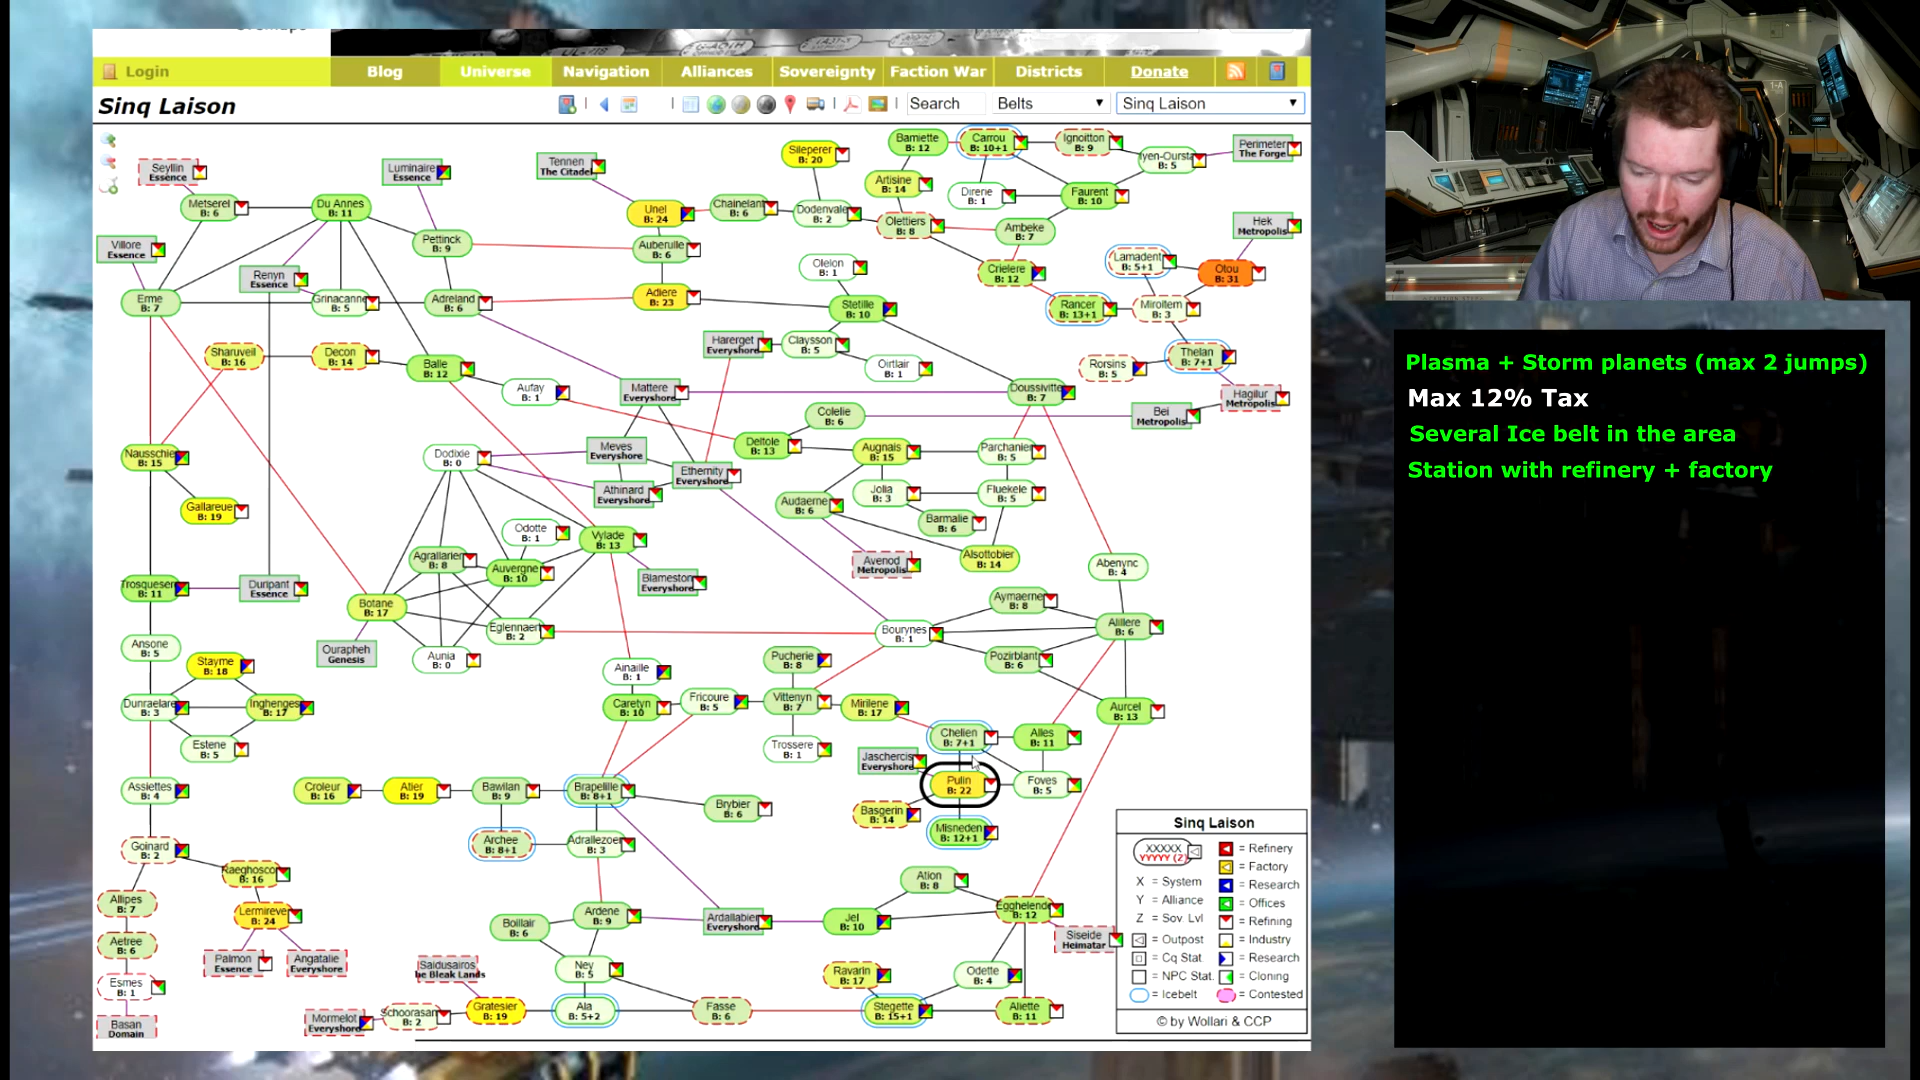 Login
Blog
Universe
Navigation
Alliances
Sovereignty
Faction War
Districts
Donate
Sinq Laison
Search
Belts
Sinq Laison
Seyllin
Essence
Luminaire
Essence
Tennen
The Citadel
Sileperer
B: 20
Bamiette
B: 12
Carrou
B: 10+1
Ignoitton
B: 9
B: 5
Perimeter
The Forge
Metserel
B: 6
Du Annes
B: 11
Artisine
B: 14
Direne
B: 1
Faurent
B: 10
Unel
B: 24
Chainelant
B: 6
Dodenvale
B: 2
Olettiers
B: 8
Ambeke
B: 7
Hek
Metropolis
Villore
Essence
Pettinck
B: 9
Auberulle
B: 6
Renyn
Essence
Olelon
B: 1
Crielere
B: 12
Lamadent
B: 5+1
Otou
B: 31
Erme
B: 7
Grinacanne
B: 5
Adreland
B: 6
Adiere
B: 23
Stetille
B: 10
Rancer
B: 13+1
Miroitem
B: 3
Sharuveil
B: 16
Decon
B: 14
Balle
B: 12
Harerget
Everyshore
Claysson
B: 5
Oirtlair
B: 1
Rorsins
B: 5
Thelan
B: 7+1
Aufay
B: 1
Mattere
Everyshore
Doussivitte
B: 7
Hagilur
Metropolis
Colelie
B: 6
Bei
Metropolis
Nausschie
B: 15
Dodixie
B: 0
Meves
Everyshore
Deltole
B: 13
Augnais
B: 15
Parchanier
B: 5
Ethernity
Everyshore
Athinard
Everyshore
Jolia
B: 3
Fluekele
B: 5
Gallareue
B: 19
Audaerne
B: 6
Barmalie
B: 6
Odotte
B: 1
Vylade
B: 13
Agrallarier
B: 8
Auvergne
B: 10
Avenod
Metropolis
Alsottobier
B: 14
Abenync
B: 4
Trosquesere
B: 11
Duripant
Essence
Blameston
Everyshore
Botane
B: 17
Aymaerne
B: 8
Eglennaert
B: 2
Bourynes
B: 1
Alillere
B: 6
Ansone
B: 5
Ourapheh
Genesis
Aunia
B: 0
Stayme
B: 18
Ainaille
B: 1
Pucherie
B: 8
Pozirblant
B: 6
Dunraelare
B: 3
Inghenges
B: 17
Caretyn
B: 10
Fricoure
B: 5
Vittenyn
B: 7
Mirilene
B: 17
Aurcel
B: 13
Estene
B: 5
Trossere
B: 1
Chelien
B: 7+1
Alles
B: 11
Jaschercis
Everyshore
Assiettes
B: 4
Croleur
B: 16
Atier
B: 19
Bawilan
B: 9
Brapelille
B: 8+1
Brybier
B: 6
Pulin
B: 22
Foves
B: 5
Basgerin
B: 14
Misneden
B: 12+1
Goinard
B: 2
Archee
B: 8+1
Adrallezoen
B: 3
Raeghoscon
B: 16
Ation
B: 8
Allipes
B: 7
Lermireve
B: 24
Boillair
B: 6
Ardene
B: 9
Ardallabier
Everyshore
Jel
B: 10
Egghelende
B: 12
Siseide
Heimatar
Aetree
B: 6
Palmon
Essence
Angatalie
Everyshore
Saidusairos
The Bleak Lands
Ney
B: 5
Ravarin
B: 17
Odette
B: 4
Esmes
B: 1
Basan
Domain
Mormelot
Everyshore
Schoorasana
B: 2
Gratesier
B: 19
Ala
B: 5+2
Fasse
B: 6
Stegette
B: 15+1
Aliette
B: 11
Sinq Laison
XXXXX
YYYYY (Z)
X = System
Y = Alliance
Z = Sov. Lvl
= Outpost
= Cq Stat.
= NPC Stat.
= Icebelt
= Refinery
= Factory
= Research
= Offices
= Refining
= Industry
= Research
= Cloning
= Contested
© by Wollari & CCP
Plasma + Storm planets (max 2 jumps)
Max 12% Tax
Several Ice belt in the area
Station with refinery + factory